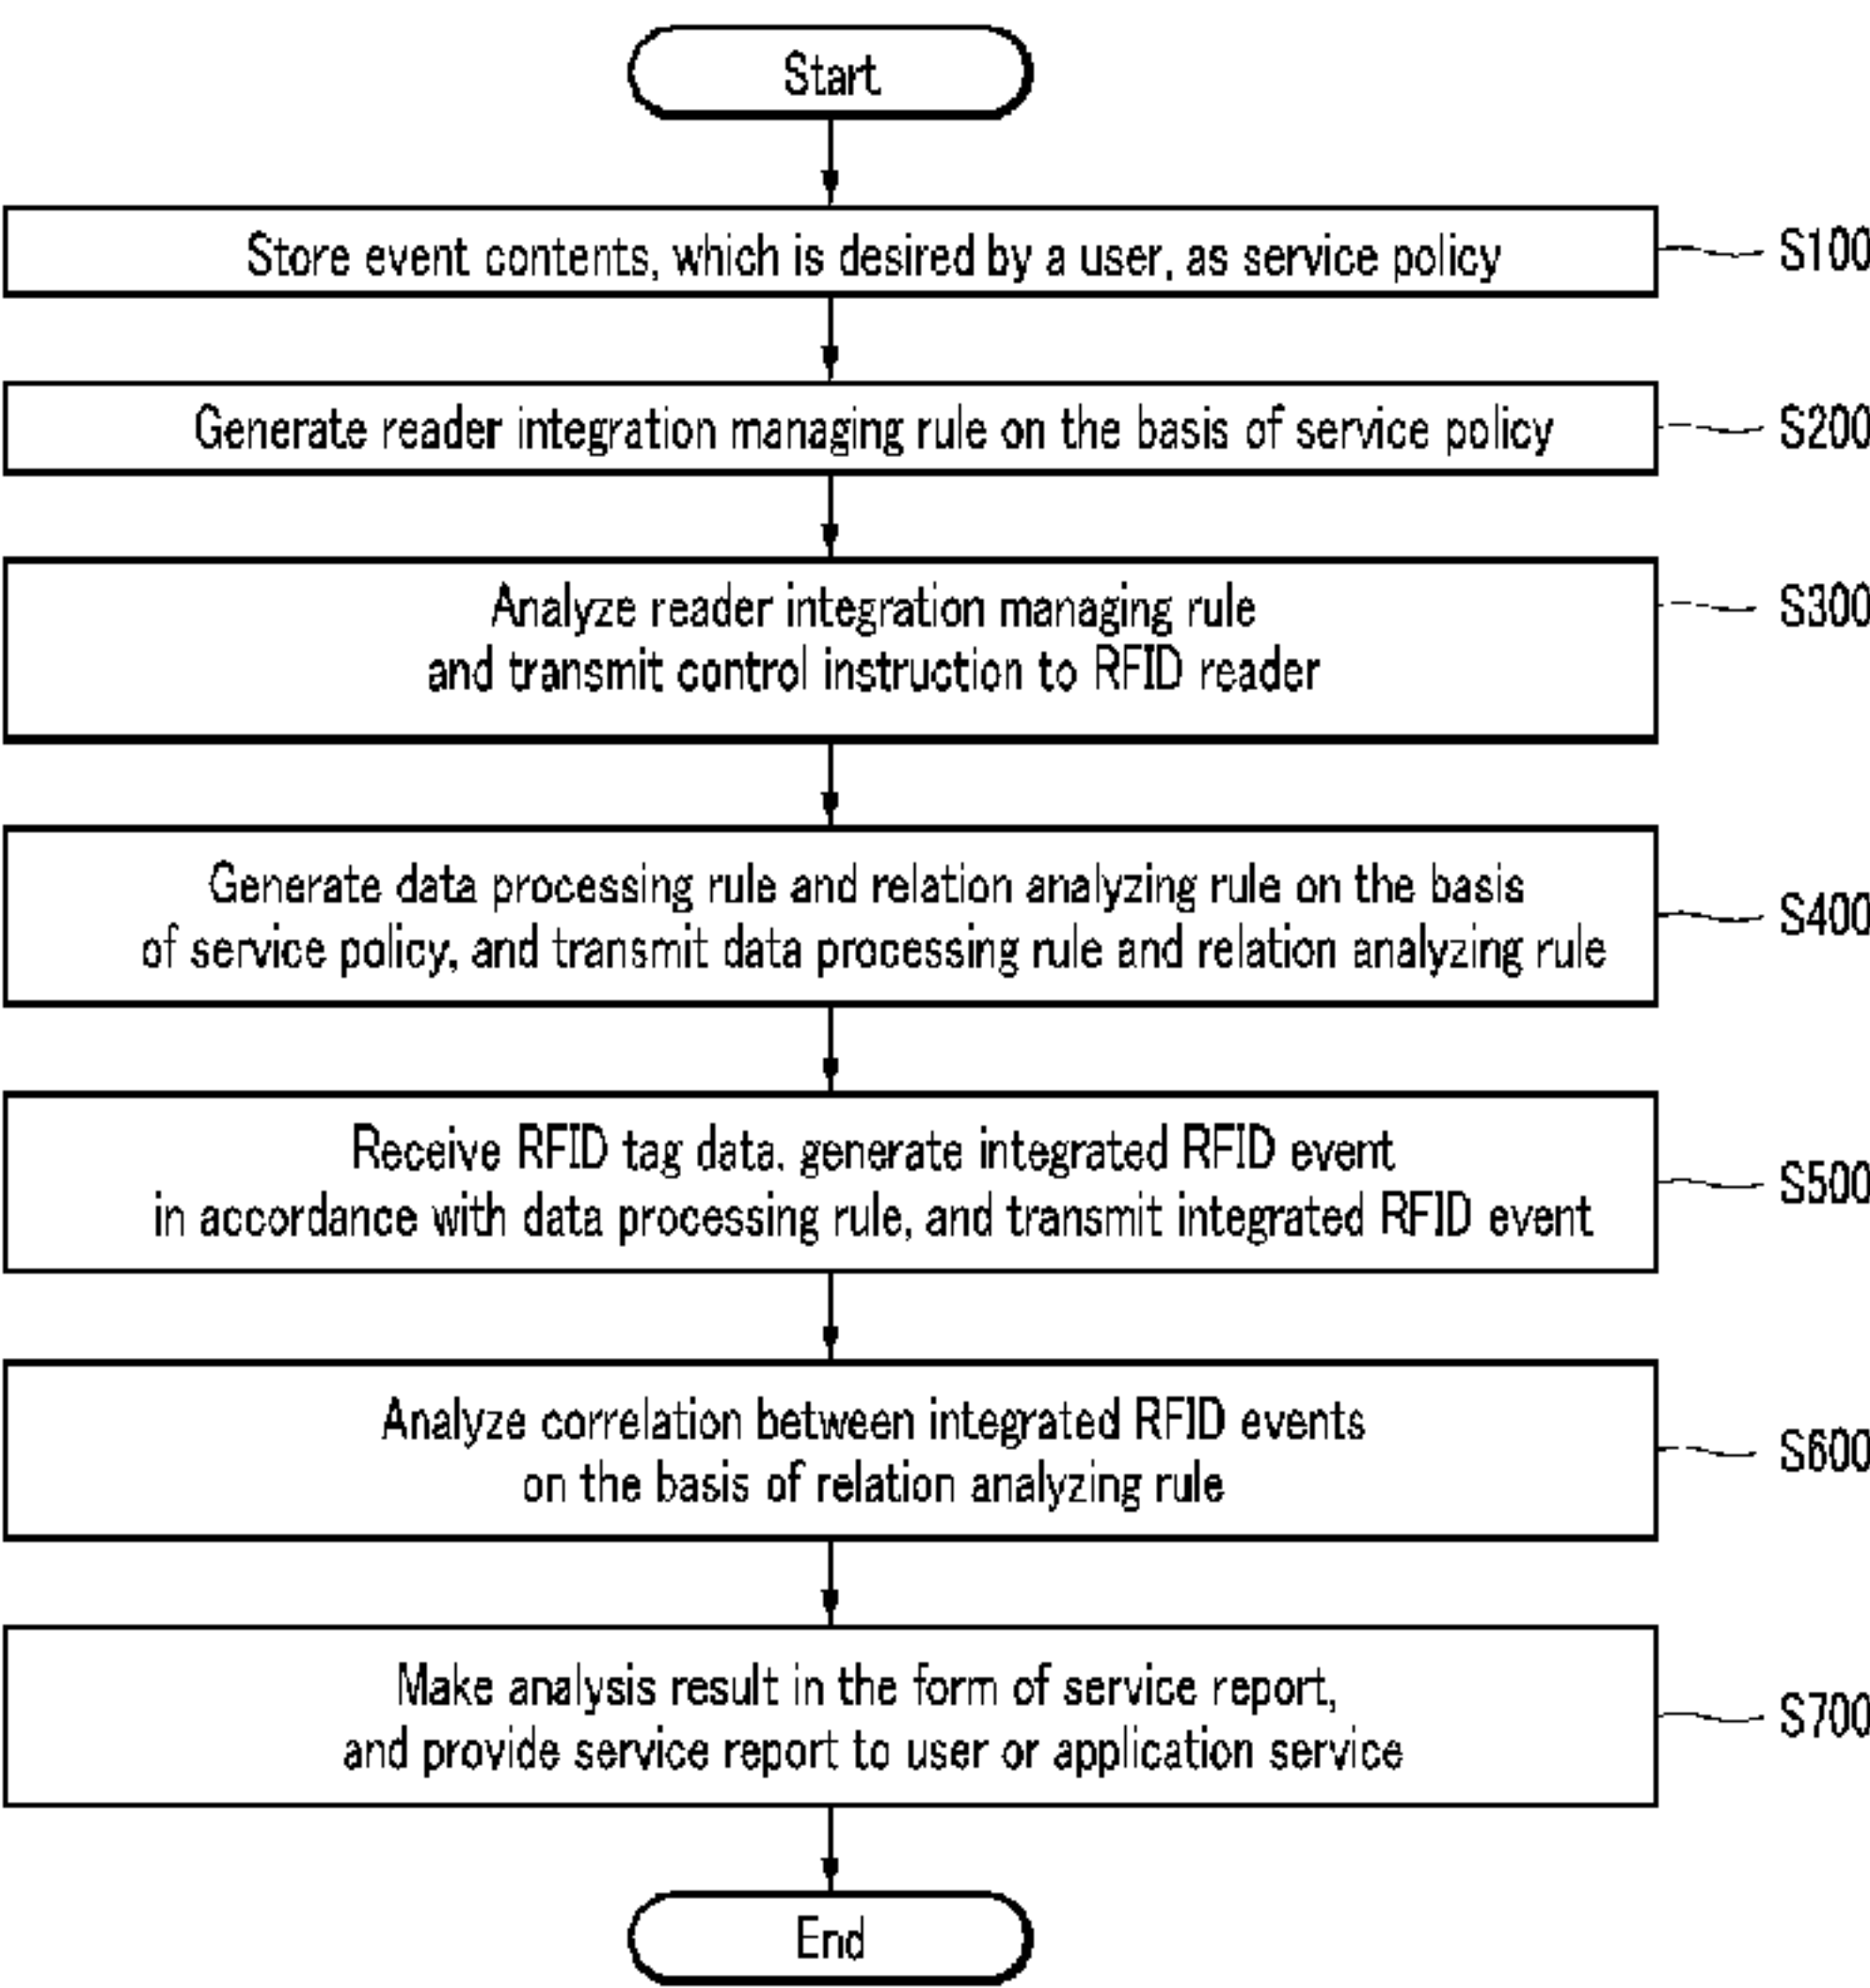 Start
Store event contents, which is desired by a user, as service policy
S100
Generate reader integration managing rule on the basis of service policy
S200
Analyze reader integration managing rule
and transmit control instruction to RFID reader
S300
Generate data processing rule and relation analyzing rule on the basis
of service policy, and transmit data processing rule and relation analyzing rule
S400
Receive RFID tag data, generate integrated RFID event
in accordance with data processing rule, and transmit integrated RFID event
S500
Analyze correlation between integrated RFID events
on the basis of relation analyzing rule
S600
Make analysis result in the form of service report,
and provide service report to user or application service
S700
End